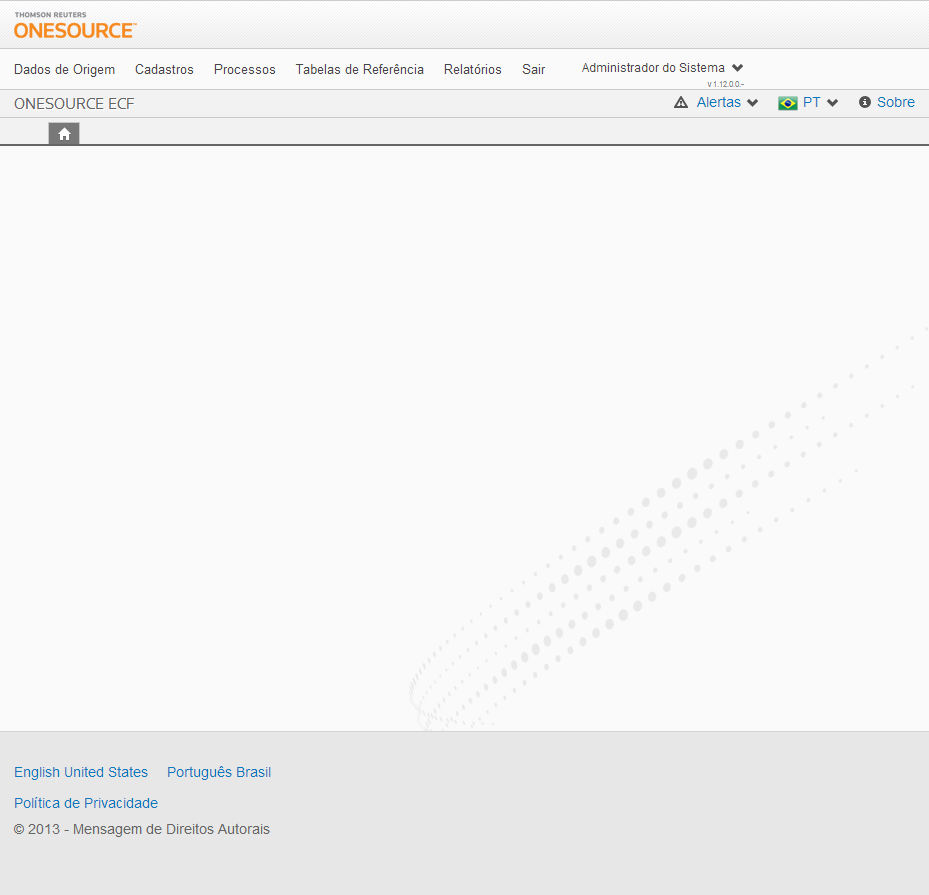 THOMSON REUTERS
ONESOURCE™
Dados de Origem Cadastros Processos Tabelas de Referência Relatórios Sair Administrador do Sistema
v 1.12.0.0.-
ONESOURCE ECF Alertas PT Sobre
English United States Português Brasil
Política de Privacidade
© 2013 - Mensagem de Direitos Autorais